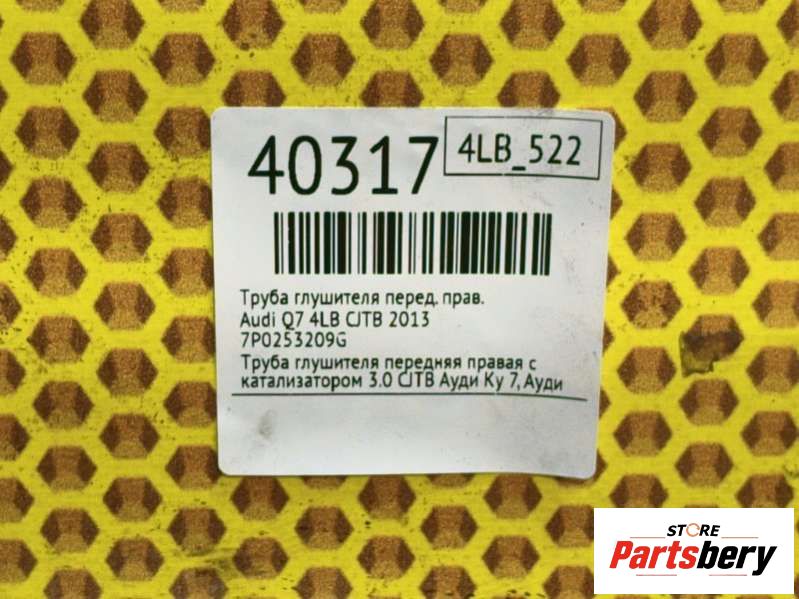 40317
4LB_522
Труба глушителя перед. прав.
Audi Q7 4LB CJTB 2013
7P0253209G
Труба глушителя передняя правая с
катализатором 3.0 CJTB Ауди Ку 7, Ауди
STORE
Partsbery